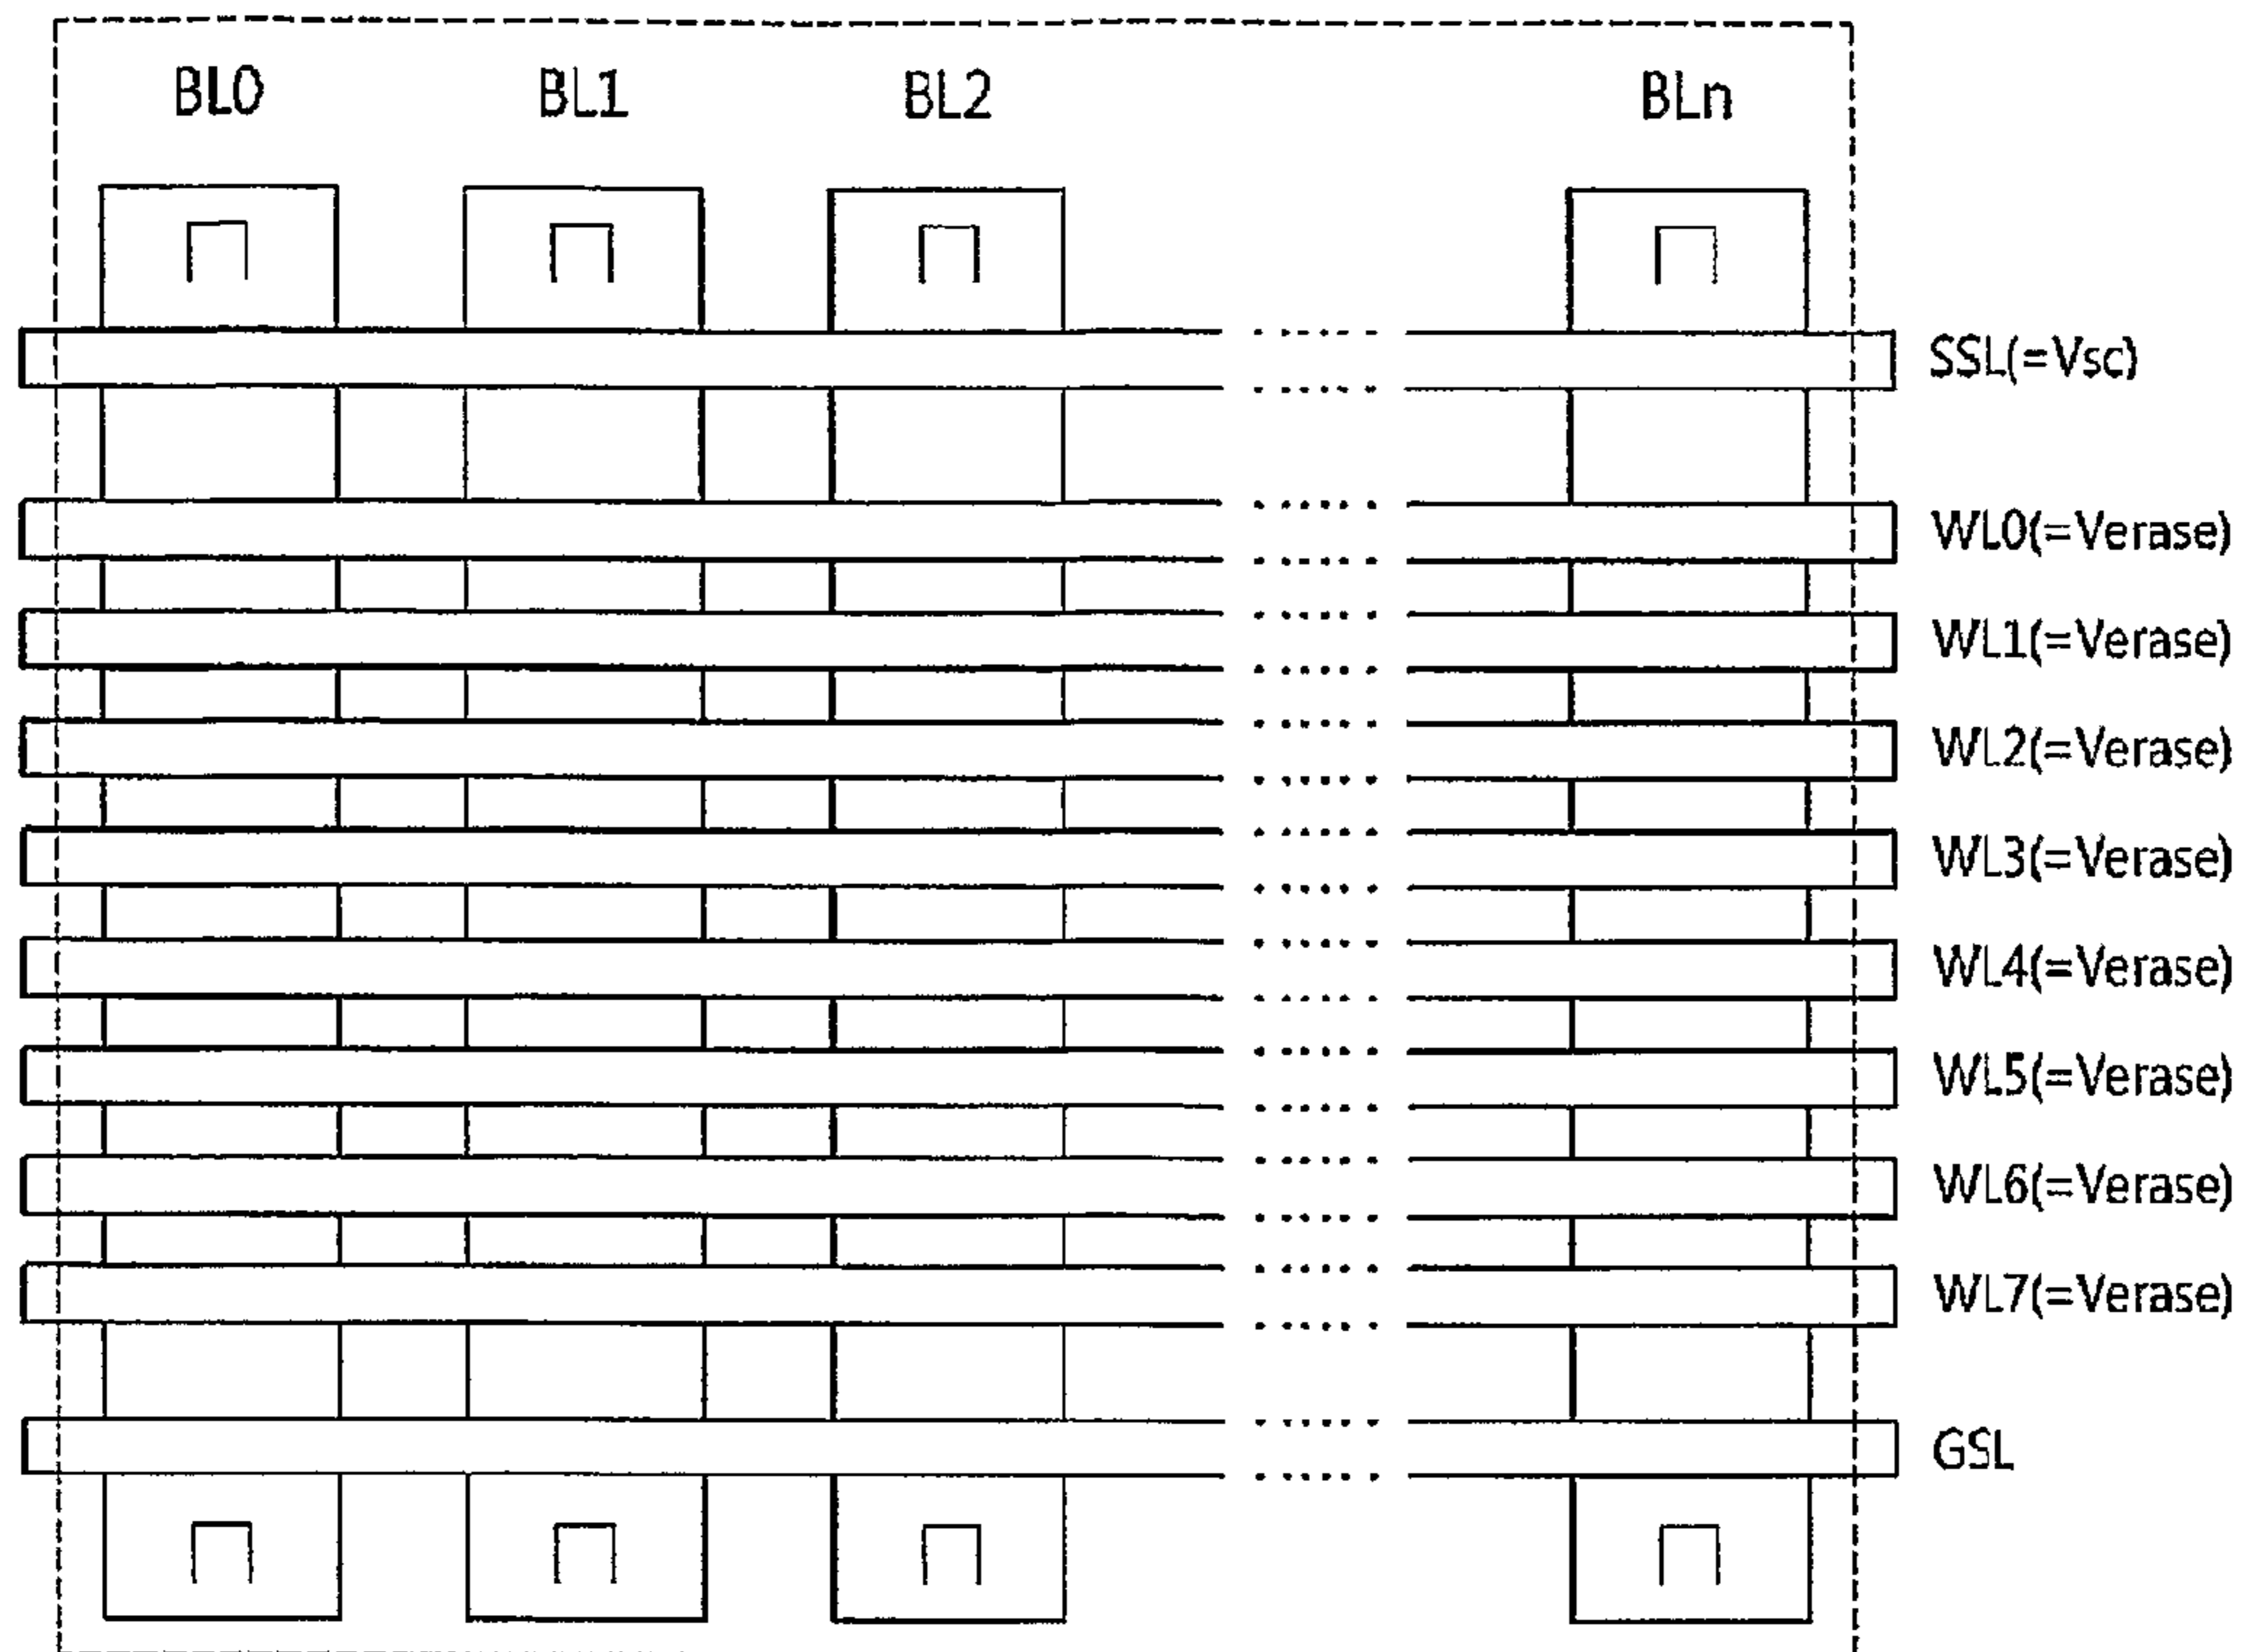 BL0 BL1 BL2 BLn
SSL(=Vsc)
WL0(=Verase)
WL1(=Verase)
WL2(=Verase)
WL3(=Verase)
WL4(=Verase)
WL5(=Verase)
WL6(=Verase)
WL7(=Verase)
GSL